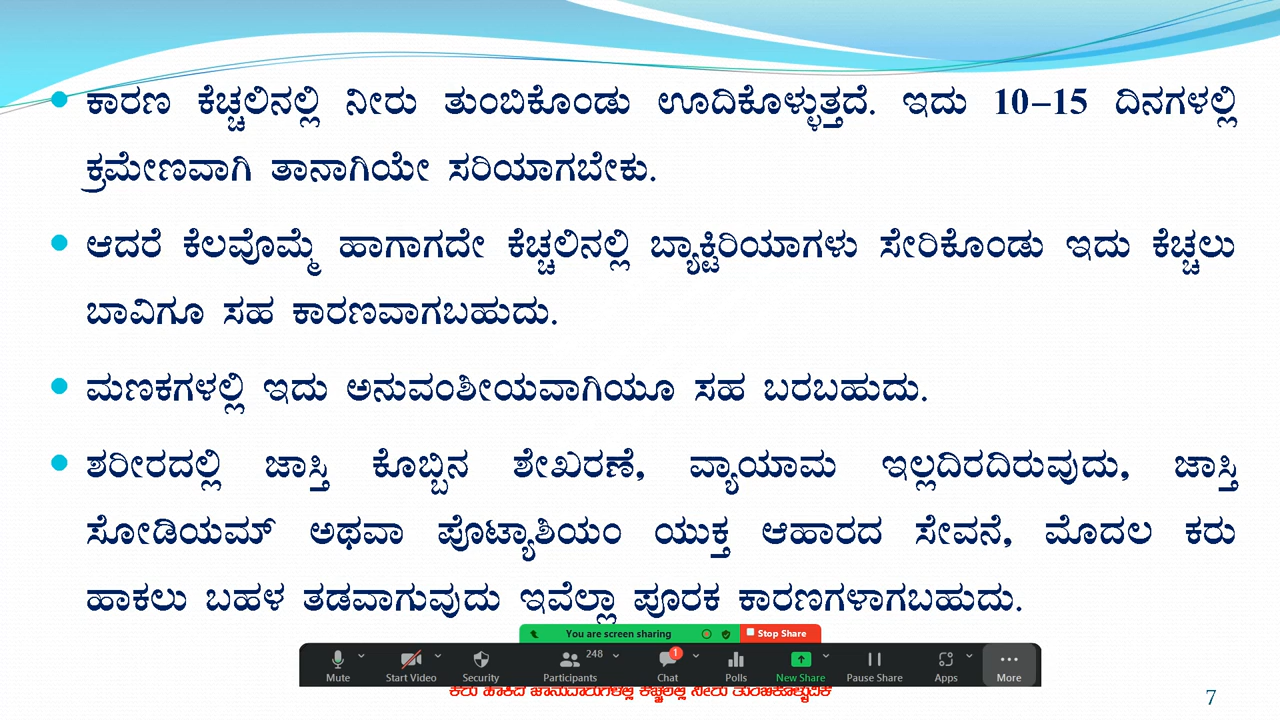 ಕಾರಣ ಕೆಚ್ಚಲಿನಲ್ಲಿ ನೀರು ತುಂಬಿಕೊಂಡು ಊದಿಕೊಳ್ಳುತ್ತದೆ. ಇದು 10–15 ದಿನಗಳಲ್ಲಿ
ಕ್ರಮೇಣವಾಗಿ ತಾನಾಗಿಯೇ ಸರಿಯಾಗಬೇಕು.
ಆದರೆ ಕೆಲವೊಮ್ಮೆ ಹಾಗಾಗದೇ ಕೆಚ್ಚಲಿನಲ್ಲಿ ಬ್ಯಾಕ್ಟಿರಿಯಾಗಳು ಸೇರಿಕೊಂಡು ಇದು ಕೆಚ್ಚಲು
ಬಾವಿಗೂ ಸಹ ಕಾರಣವಾಗಬಹುದು.
ಮಣಕಗಳಲ್ಲಿ ಇದು ಅನುವಂಶೀಯವಾಗಿಯೂ ಸಹ ಬರಬಹುದು.
ಶರೀರದಲ್ಲಿ ಜಾಸ್ತಿ ಕೊಬ್ಬಿನ ಶೇಖರಣೆ, ವ್ಯಾಯಾಮ ಇಲ್ಲದಿರದಿರುವುದು, ಜಾಸ್ತಿ
ಸೋಡಿಯಮ್ ಅಥವಾ ಪೊಟ್ಯಾಶಿಯಂ ಯುಕ್ತ ಆಹಾರದ ಸೇವನೆ, ಮೊದಲ ಕರು
ಹಾಕಲು ಬಹಳ ತಡವಾಗುವುದು ಇವೆಲ್ಲಾ ಪೂರಕ ಕಾರಣಗಳಾಗಬಹುದು.
You are screen sharing Stop Share
248 1
Mute Start Video Security Participants Chat Polls New Share Pause Share Apps More
7